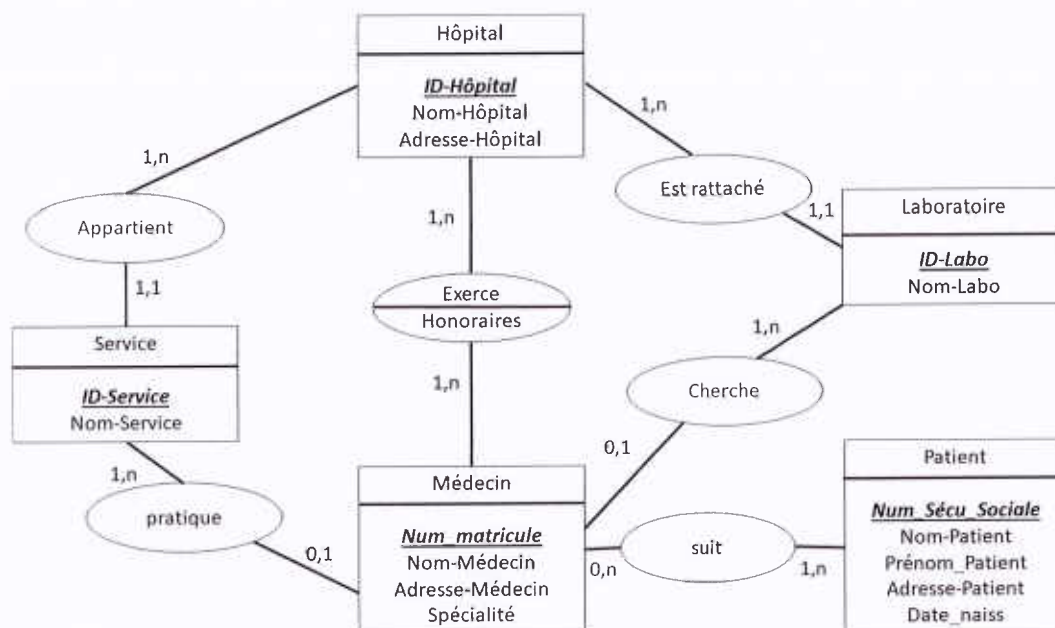 Hôpital
ID-Hôpital
Nom-Hôpital
Adresse-Hôpital
1,n
1,n
Est rattaché
1,n
Appartient
1,n
1,1
Laboratoire
ID-Labo
Nom-Labo
1,1
Exerce
Honoraires
Service
1,n
ID-Service
Nom-Service
1,n
Cherche
1,n
0,1
Médecin
Patient
pratique
Num_matricule
Nom-Médecin
Adresse-Médecin
Spécialité
0,1
suit
0,n
1,n
Num_Sécu_Sociale
Nom-Patient
Prénom_Patient
Adresse-Patient
Date_naiss